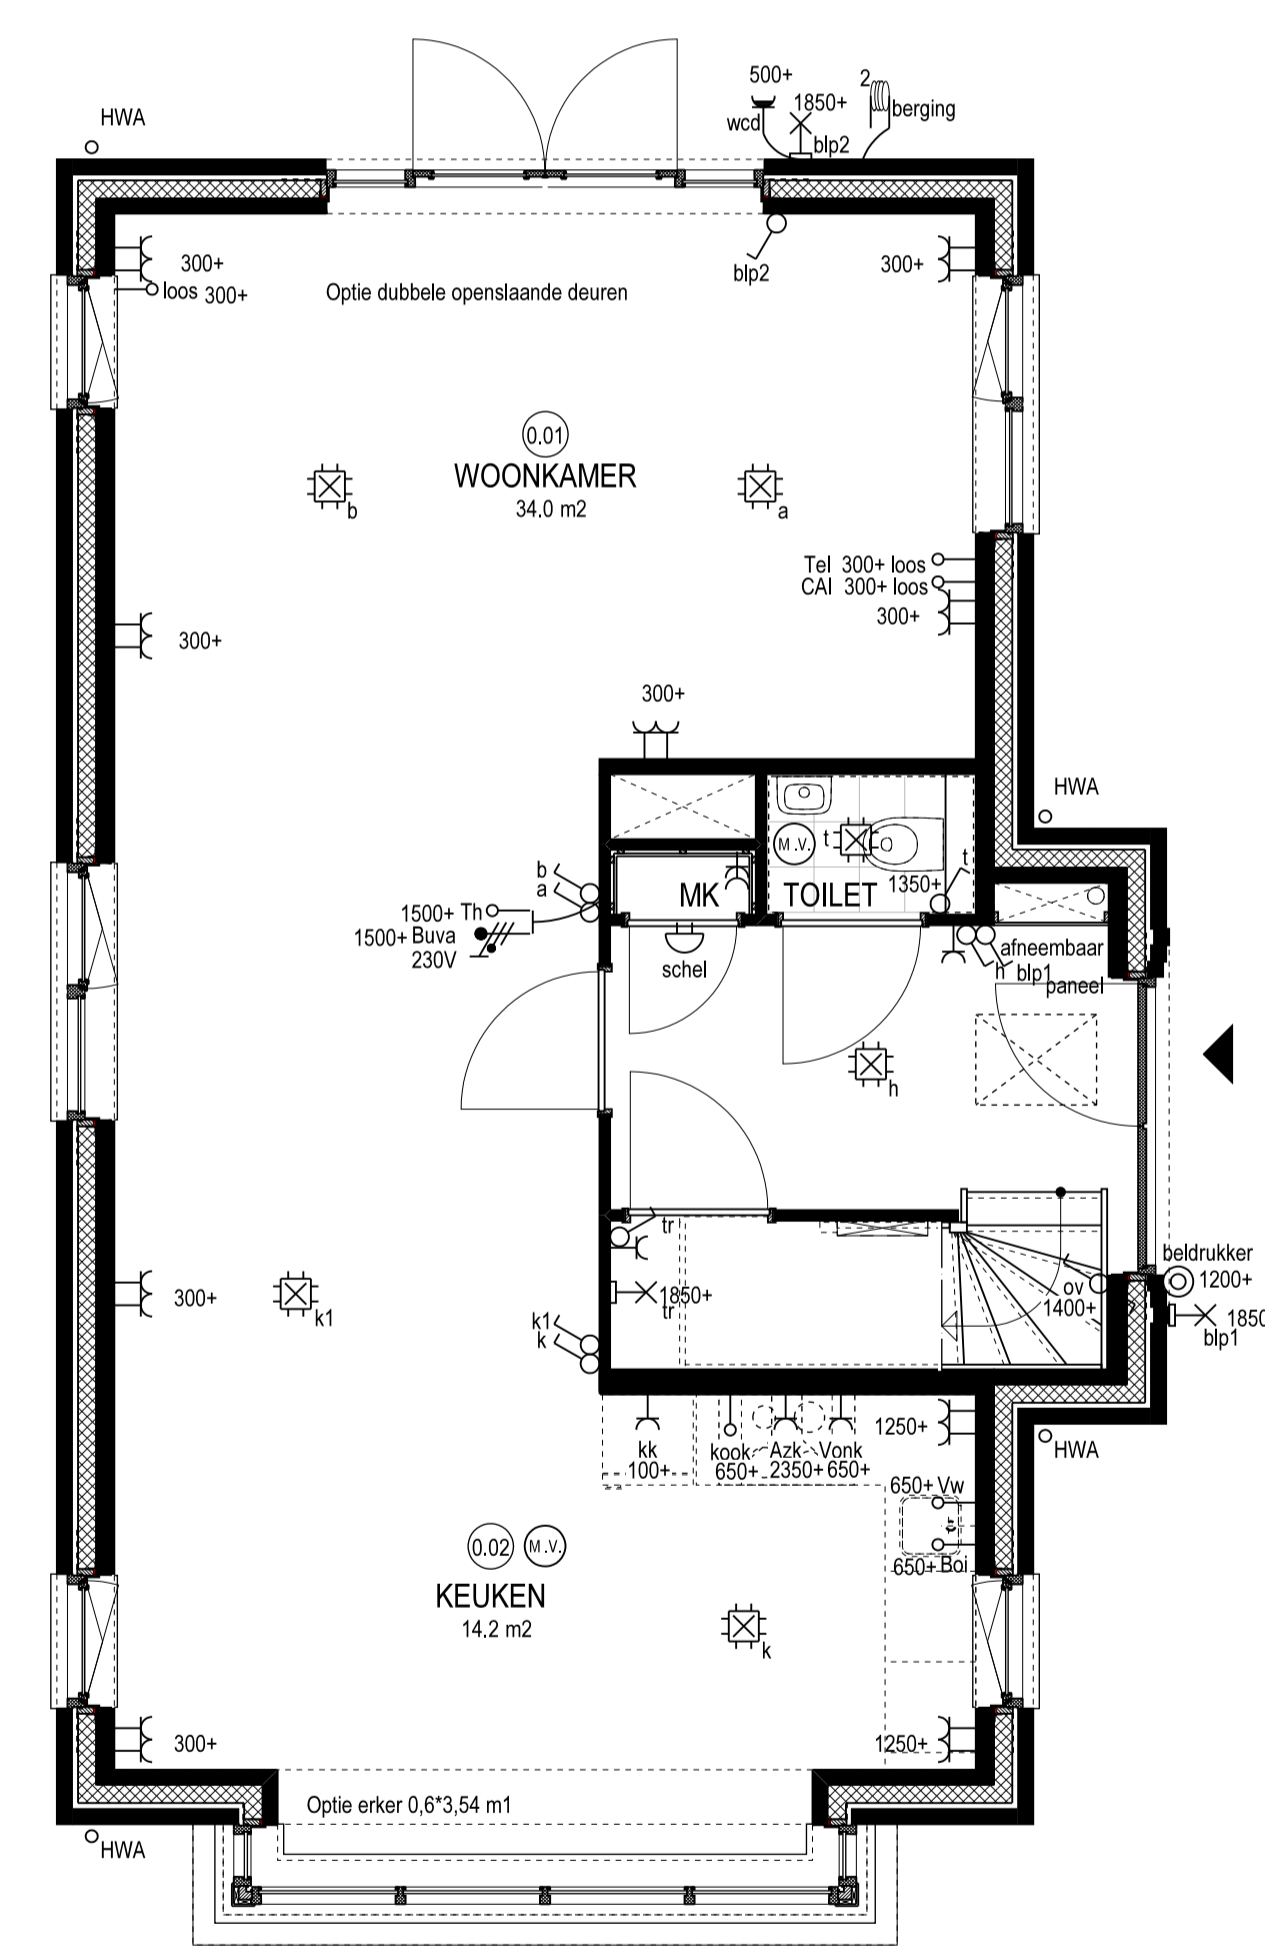 500+
2
1850+
HWA
wcd
berging
blp2
300+
blp2
300+
loos 300+
Optie dubbele openslaande deuren
0.01
WOONKAMER
34.0 m2
b
a
Tel 300+ loos
CAI 300+ loos
300+
300+
300+
HWA
M.V.
t
t
b
a
MK
TOILET
1350+
1500+ Th
1500+ Buva
230V
schel
h
blp1
afneembaar
paneel
h
tr
beldrukker
1200+
ov
1400+
1850+
tr
300+
k1
k1
k
1850
blp1
1250+
HWA
kk
100+
kook
650+
Azk
2350+
Vonk
650+
650+ Vw
650+ Boi
0.02
M.V.
KEUKEN
14.2 m2
k
300+
1250+
Optie erker 0,6*3,54 m1
HWA